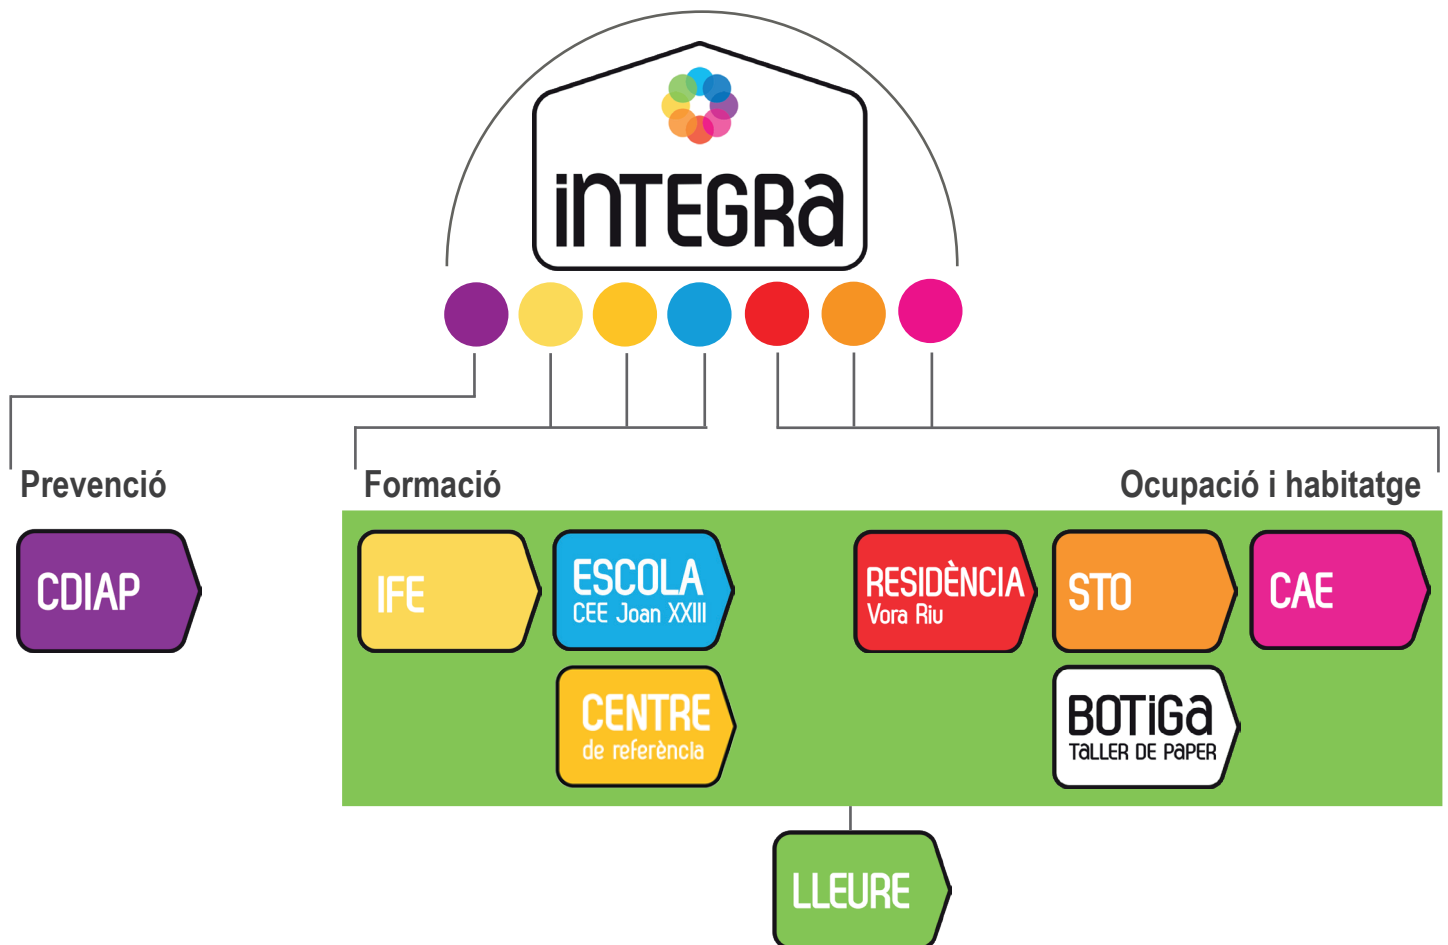 iNTEGRa
Prevenció
Formació
Ocupació i habitatge
CDIAP
IFE
ESCOLA
CEE Joan XXIII
RESIDÈNCIA
Vora Riu
STO
CAE
CENTRE
de referència
BOTiGa
TaLLER DE PaPER
LLEURE